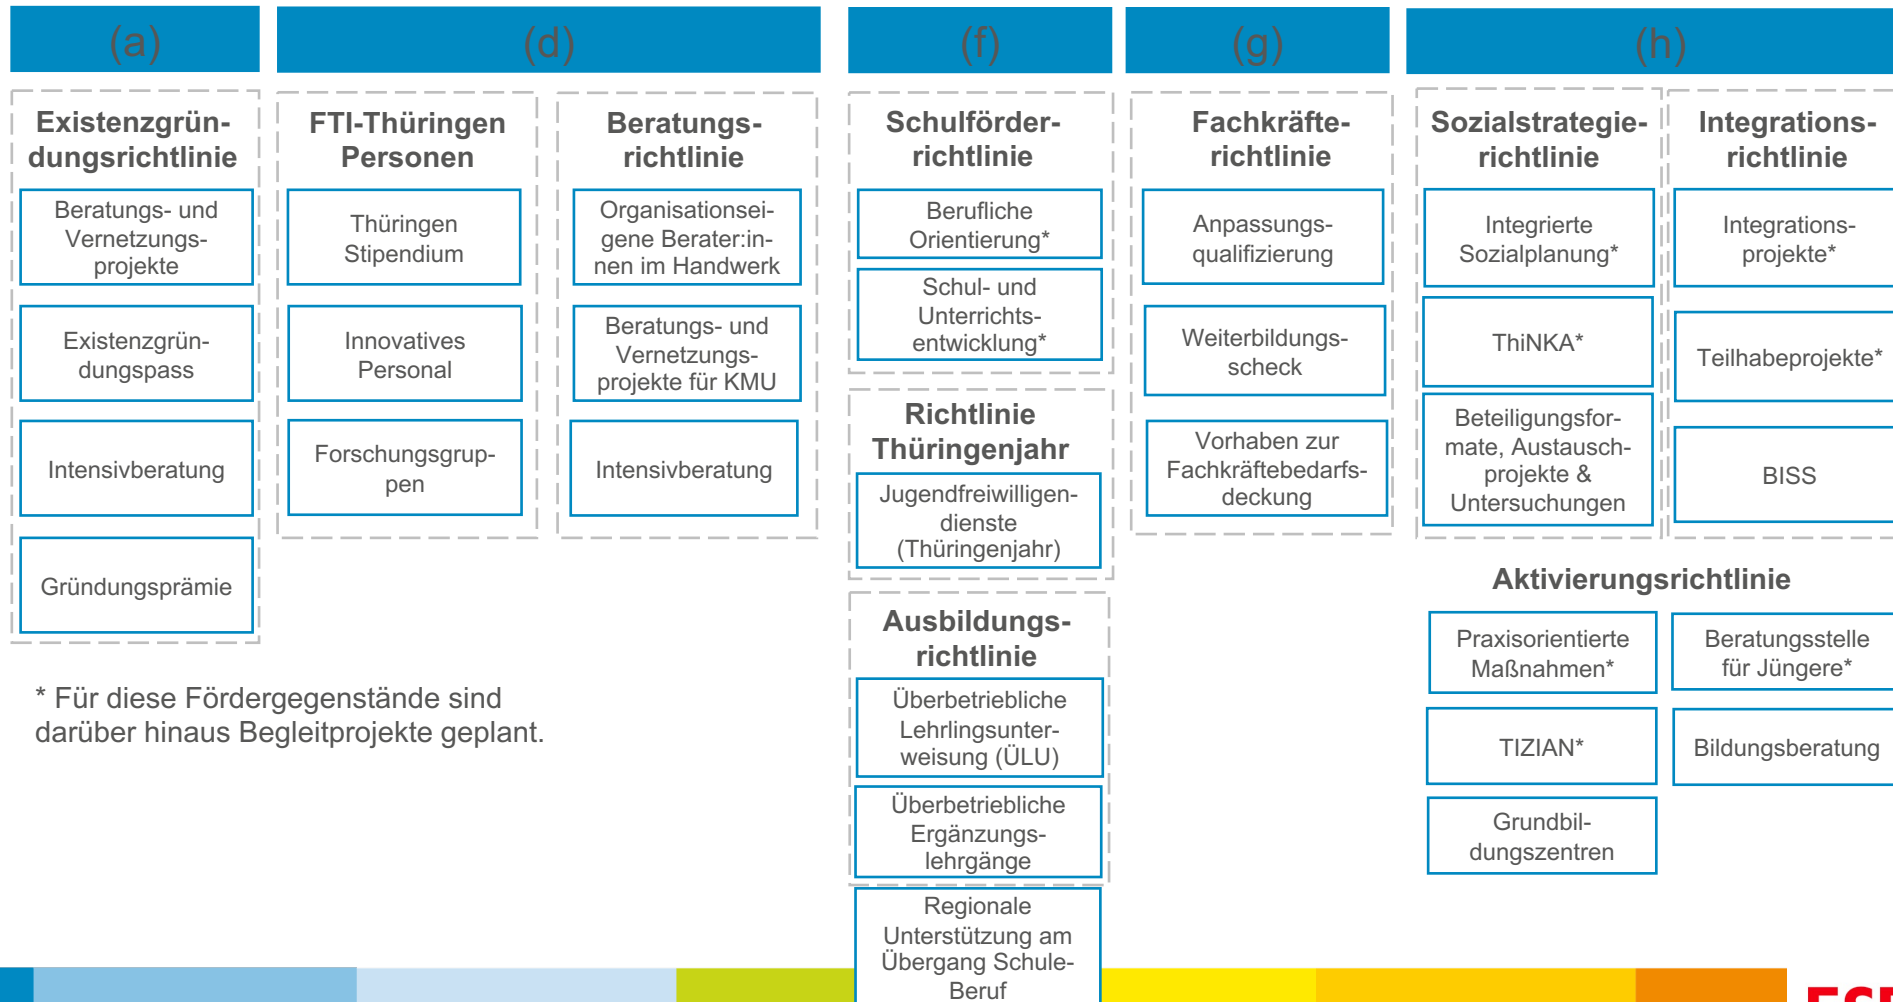 (a)
(d)
(f)
(g)
(h)
Existenzgrün-
dungsrichtlinie
Beratungs- und
Vernetzungs-
projekte
Existenzgrün-
dungspass
Intensivberatung
Gründungsprämie
FTI-Thüringen
Personen
Thüringen
Stipendium
Innovatives
Personal
Forschungsgrup-
pen
Beratungs-
richtlinie
Organisationsei-
gene Berater:in-
nen im Handwerk
Beratungs- und
Vernetzungs-
projekte für KMU
Intensivberatung
Schulförder-
richtlinie
Berufliche
Orientierung*
Schul- und
Unterrichts-
entwicklung*
Richtlinie
Thüringenjahr
Jugendfreiwilligen-
dienste
(Thüringenjahr)
Ausbildungs-
richtlinie
Überbetriebliche
Lehrlingsunter-
weisung (ÜLU)
Überbetriebliche
Ergänzungs-
lehrgänge
Regionale
Unterstützung am
Übergang Schule-
Beruf
Fachkräfte-
richtlinie
Anpassungs-
qualifizierung
Weiterbildungs-
scheck
Vorhaben zur
Fachkräftebedarfs-
deckung
Sozialstrategie-
richtlinie
Integrierte
Sozialplanung*
ThiNKA*
Beteiligungsfor-
mate, Austausch-
projekte &
Untersuchungen
Integrations-
richtlinie
Integrations-
projekte*
Teilhabeprojekte*
BISS
Aktivierungsrichtlinie
Praxisorientierte
Maßnahmen*
Beratungsstelle
für Jüngere*
TIZIAN*
Bildungsberatung
Grundbil-
dungszentren
* Für diese Fördergegenstände sind
darüber hinaus Begleitprojekte geplant.